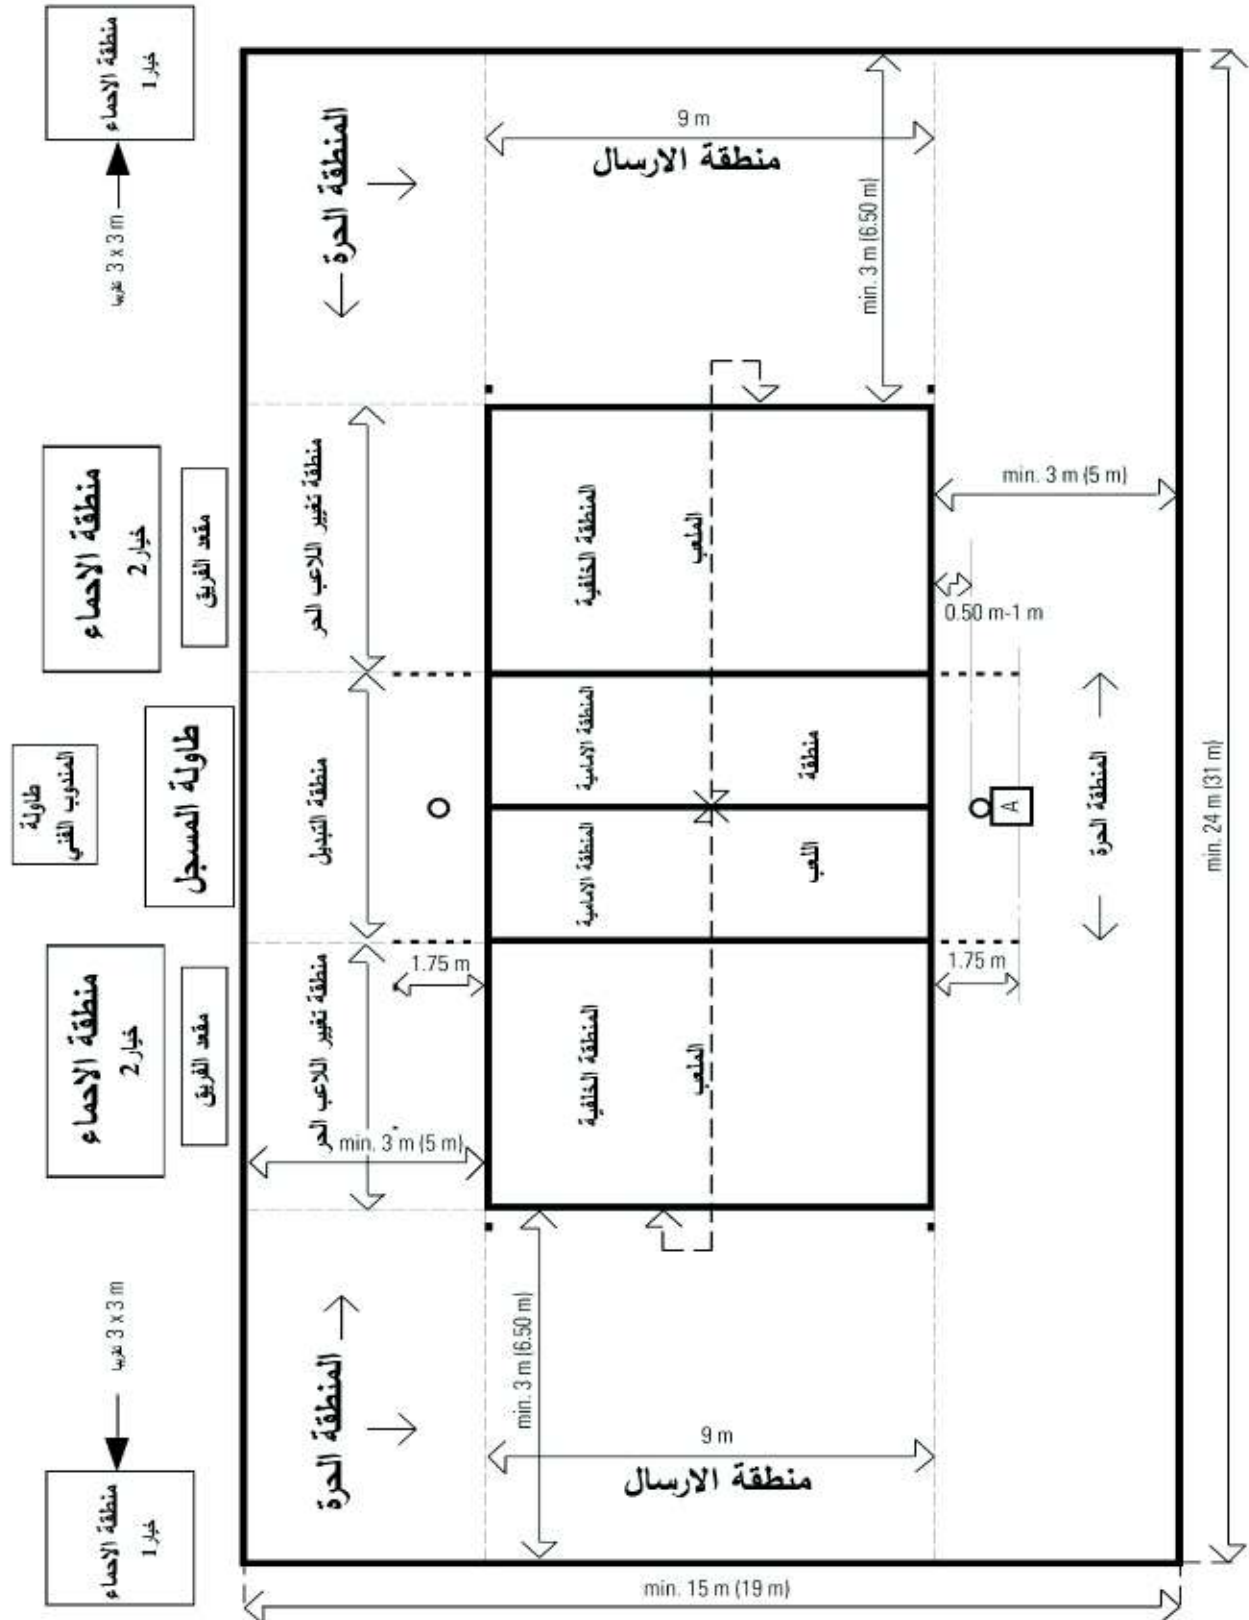 منطقة الاحماء
خيار 1
9 m
منطقة الارسال
المنطقة الحرة
3 x 3 m تقريبا
min. 3 m (6.50 m)
منطقة الاحماء
خيار 2
مقعد الفريق
منطقة تغيير اللاعب الحر
المنطقة الخلفية
الملعب
min. 3 m (5 m)
0.50 m-1 m
طاولة
المندوب الفني
طاولة المسجل
منطقة التبديل
المنطقة الامامية
المنطقة الامامية
منطقة
اللعب
A
المنطقة الحرة
min. 24 m (31 m)
1.75 m
1.75 m
منطقة الاحماء
خيار 2
مقعد الفريق
منطقة تغيير اللاعب الحر
المنطقة الخلفية
الملعب
min. 3 m (5 m)
3 x 3 m تقريبا
المنطقة الحرة
min. 3 m (6.50 m)
9 m
منطقة الارسال
منطقة الاحماء
خيار 1
min. 15 m (19 m)